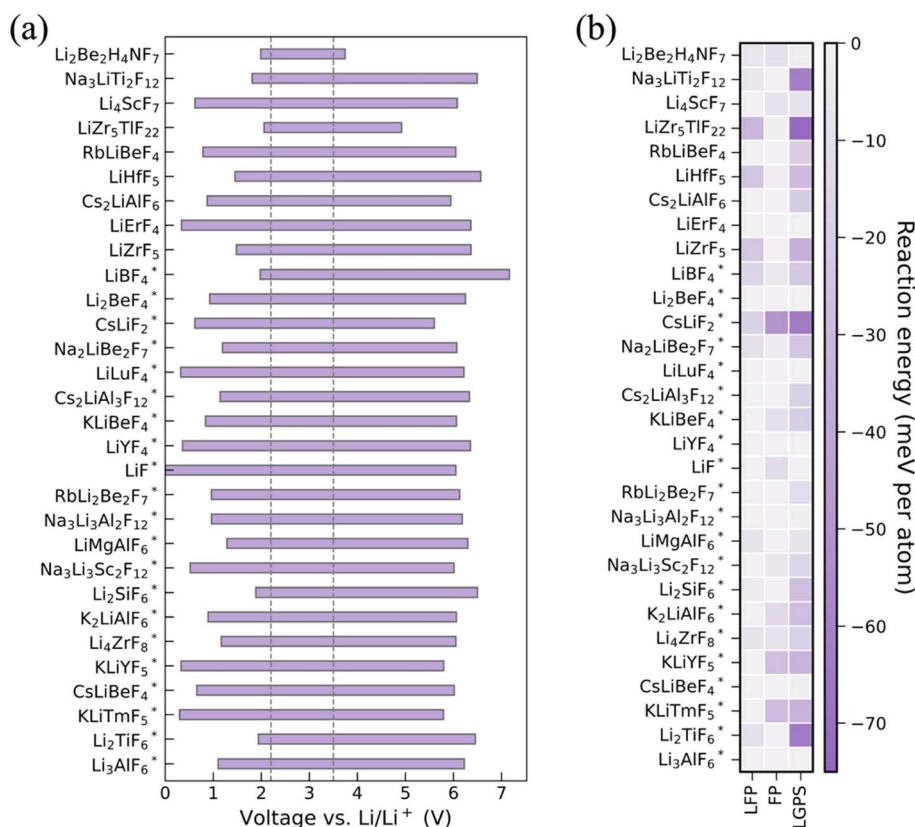 (a)
Li₂Be₂H₄NF₇
Na₃LiTi₂F₁₂
Li₄ScF₇
LiZr₅TlF₂₂
RbLiBeF₄
LiHfF₅
Cs₂LiAlF₆
LiErF₄
LiZrF₅
LiBF₄*
Li₂BeF₄*
CsLiF₂*
Na₂LiBe₂F₇*
LiLuF₄*
Cs₂LiAl₃F₁₂*
KLiBeF₄*
LiYF₄*
LiF*
RbLi₂Be₂F₇*
Na₃Li₃Al₂F₁₂*
LiMgAlF₆*
Na₃Li₃Sc₂F₁₂*
Li₂SiF₆*
K₂LiAlF₆*
Li₄ZrF₈*
KLiYF₅*
CsLiBeF₄*
KLiTmF₅*
Li₂TiF₆*
Li₃AlF₆*
0 1 2 3 4 5 6 7
Voltage vs. Li/Li⁺ (V)
(b)
Li₂Be₂H₄NF₇
Na₃LiTi₂F₁₂
Li₄ScF₇
LiZr₅TlF₂₂
RbLiBeF₄
LiHfF₅
Cs₂LiAlF₆
LiErF₄
LiZrF₅
LiBF₄*
Li₂BeF₄*
CsLiF₂*
Na₂LiBe₂F₇*
LiLuF₄*
Cs₂LiAl₃F₁₂*
KLiBeF₄*
LiYF₄*
LiF*
RbLi₂Be₂F₇*
Na₃Li₃Al₂F₁₂*
LiMgAlF₆*
Na₃Li₃Sc₂F₁₂*
Li₂SiF₆*
K₂LiAlF₆*
Li₄ZrF₈*
KLiYF₅*
CsLiBeF₄*
KLiTmF₅*
Li₂TiF₆*
Li₃AlF₆*
LFP
FP
LGPS
0
−10
−20
−30
−40
−50
−60
−70
Reaction energy (meV per atom)